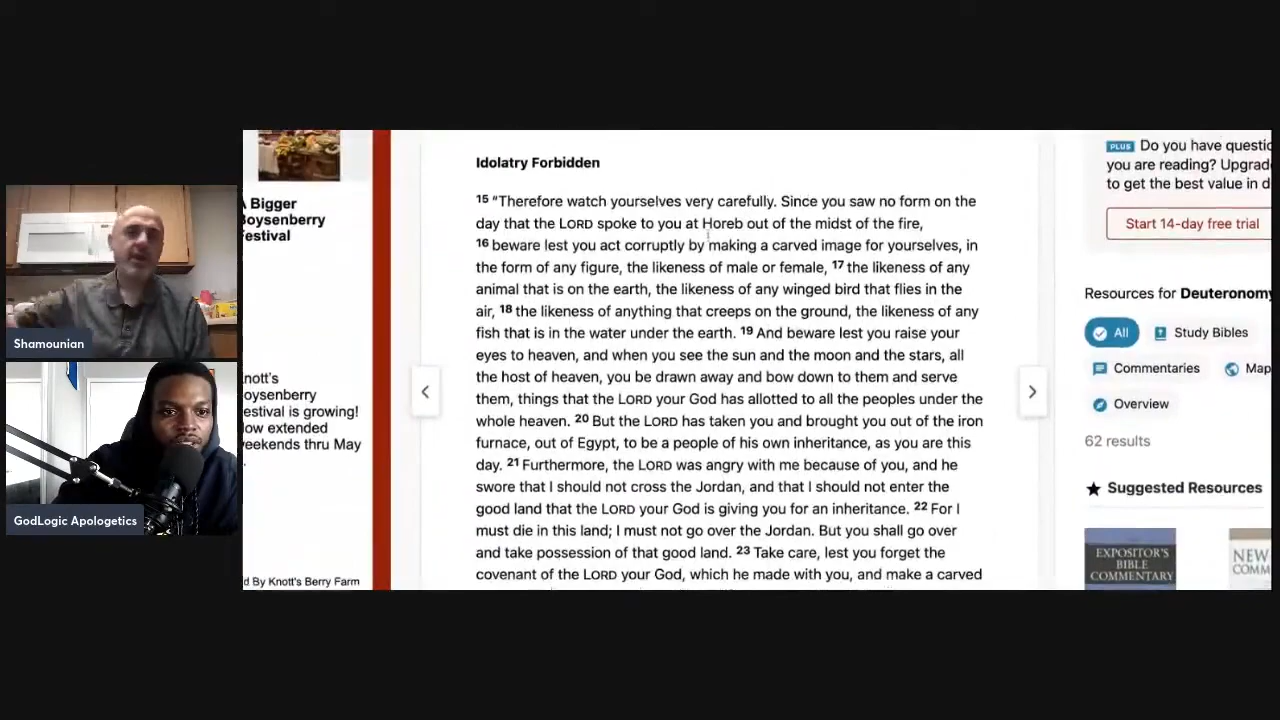 Shamounian
GodLogic Apologetics
A Bigger
Boysenberry
Festival
Knott's
oysenberry
estival is growing!
low extended
weekends thru May
.
d By Knott's Berry Farm
Idolatry Forbidden
15 "Therefore watch yourselves very carefully. Since you saw no form on the
day that the LORD spoke to you at Horeb out of the midst of the fire,
16 beware lest you act corruptly by making a carved image for yourselves, in
the form of any figure, the likeness of male or female, 17 the likeness of any
animal that is on the earth, the likeness of any winged bird that flies in the
air, 18 the likeness of anything that creeps on the ground, the likeness of any
fish that is in the water under the earth. 19 And beware lest you raise your
eyes to heaven, and when you see the sun and the moon and the stars, all
the host of heaven, you be drawn away and bow down to them and serve
them, things that the LORD your God has allotted to all the peoples under the
whole heaven. 20 But the LORD has taken you and brought you out of the iron
furnace, out of Egypt, to be a people of his own inheritance, as you are this
day. 21 Furthermore, the LORD was angry with me because of you, and he
swore that I should not cross the Jordan, and that I should not enter the
good land that the LORD your God is giving you for an inheritance. 22 For I
must die in this land; I must not go over the Jordan. But you shall go over
and take possession of that good land. 23 Take care, lest you forget the
covenant of the LORD your God, which he made with you, and make a carved
PLUS Do you have questic
you are reading? Upgrad
to get the best value in d
Start 14-day free trial
Resources for Deuteronomy
All
Study Bibles
Commentaries
Map
Overview
62 results
★ Suggested Resources
EXPOSITOR'S
BIBLE
COMMENTARY
NEW
COMM